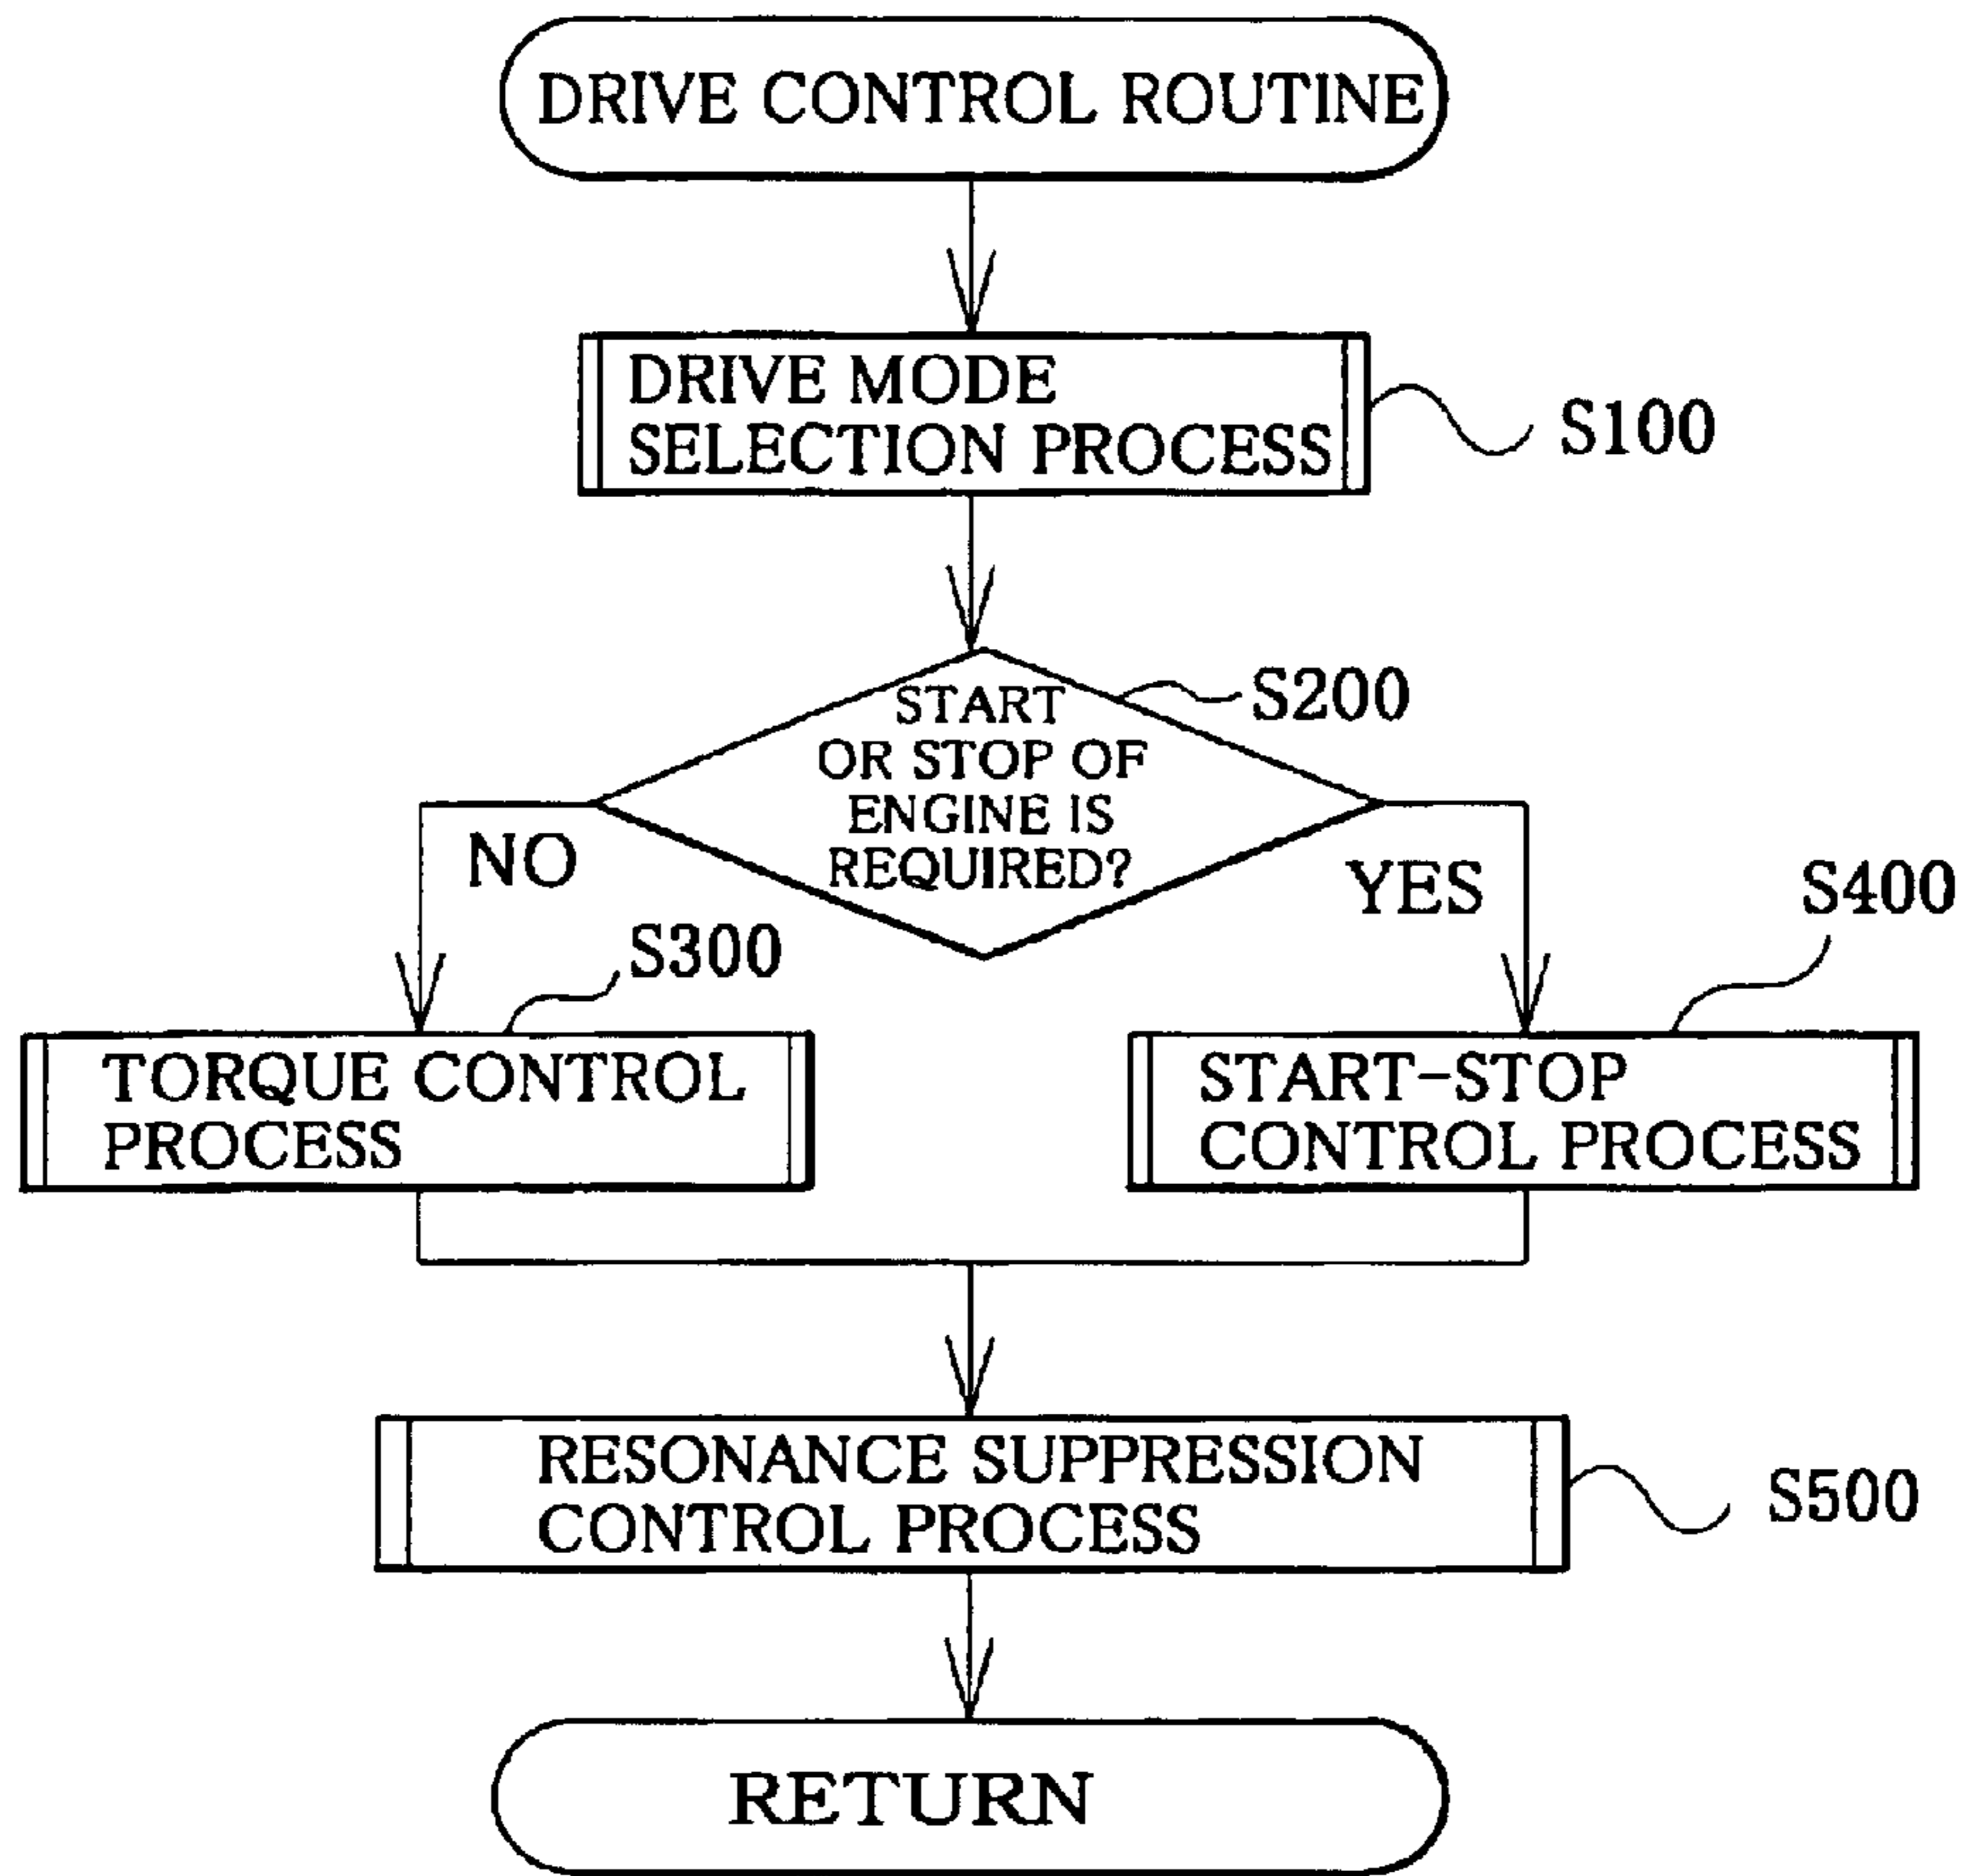 DRIVE CONTROL ROUTINE
DRIVE MODE
SELECTION PROCESS
S100
S200
START
OR STOP OF
ENGINE IS
REQUIRED?
NO
YES
S400
S300
TORQUE CONTROL
PROCESS
START-STOP
CONTROL PROCESS
RESONANCE SUPPRESSION
CONTROL PROCESS
S500
RETURN